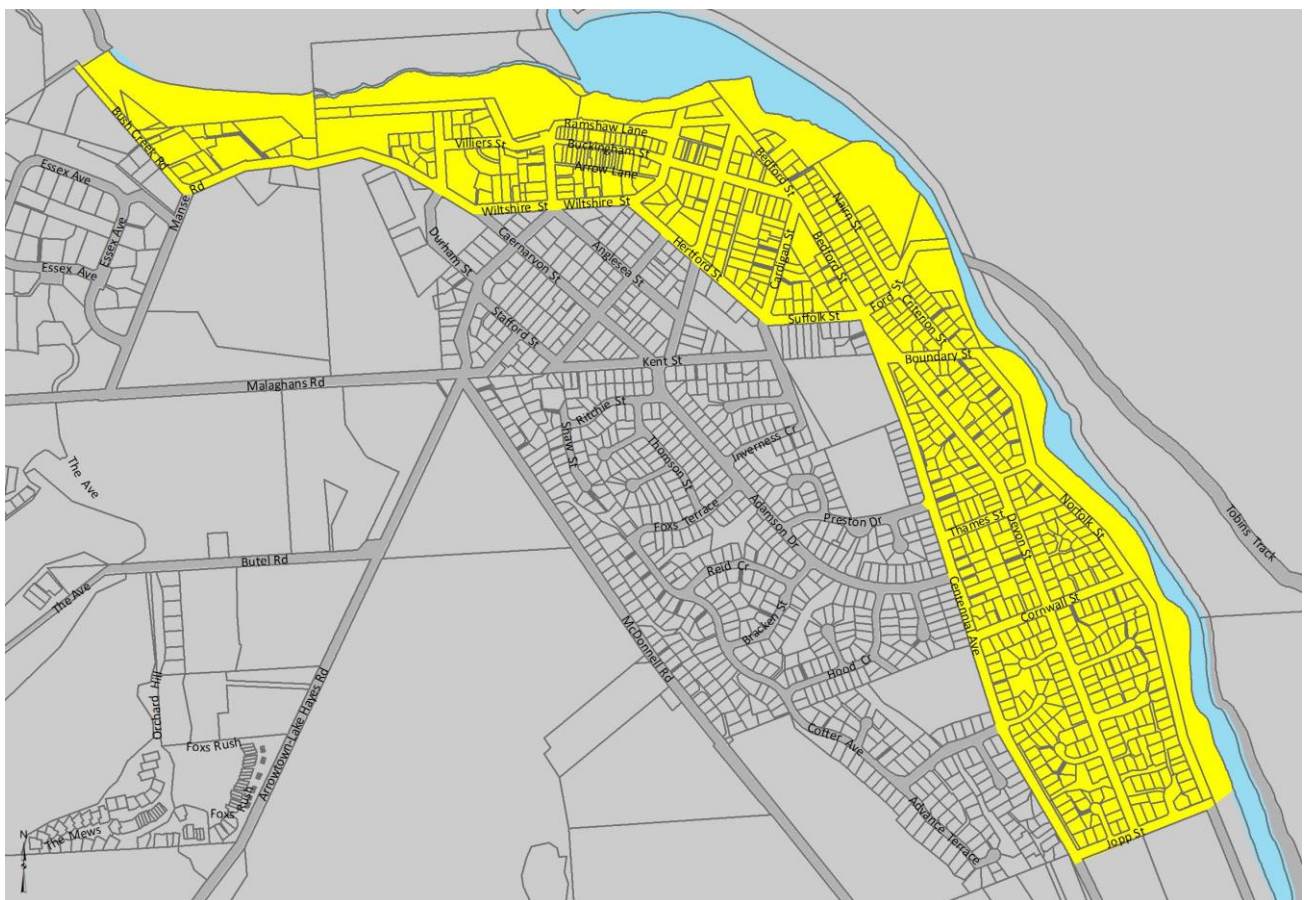 Ramshaw Lane
Bush Creek Rd
Villiers St
Buckingham St
Bedford St
Essex Ave
Arrow Lane
Manse Rd
Nairn St
Wiltshire St
Wiltshire St
Essex Ave
Durham St
Caernarvon St
Anglesea St
Hertford St
Cardigan St
Bedford St
Essex Ave
Ford St
Criterion St
Stafford St
Suffolk St
Boundary St
Kent St
Malaghans Rd
Ritchie St
Shaw St
Thomson St
Inverness Cr
The Ave
Foxs Terrace
Adamson Dr
Preston Dr
Thames St
Devon St
Norfolk St
Tobins Track
Butel Rd
Reid Cr
The Ave
Bracken St
Centennial Ave
Cornwall St
McDonnell Rd
Hood Cr
Orchard Hill
Arrowtown-Lake Hayes Rd
Foxs Rush
Cotter Ave
Foxs Rush
Advance Terrace
The Mews
Jopp St
N